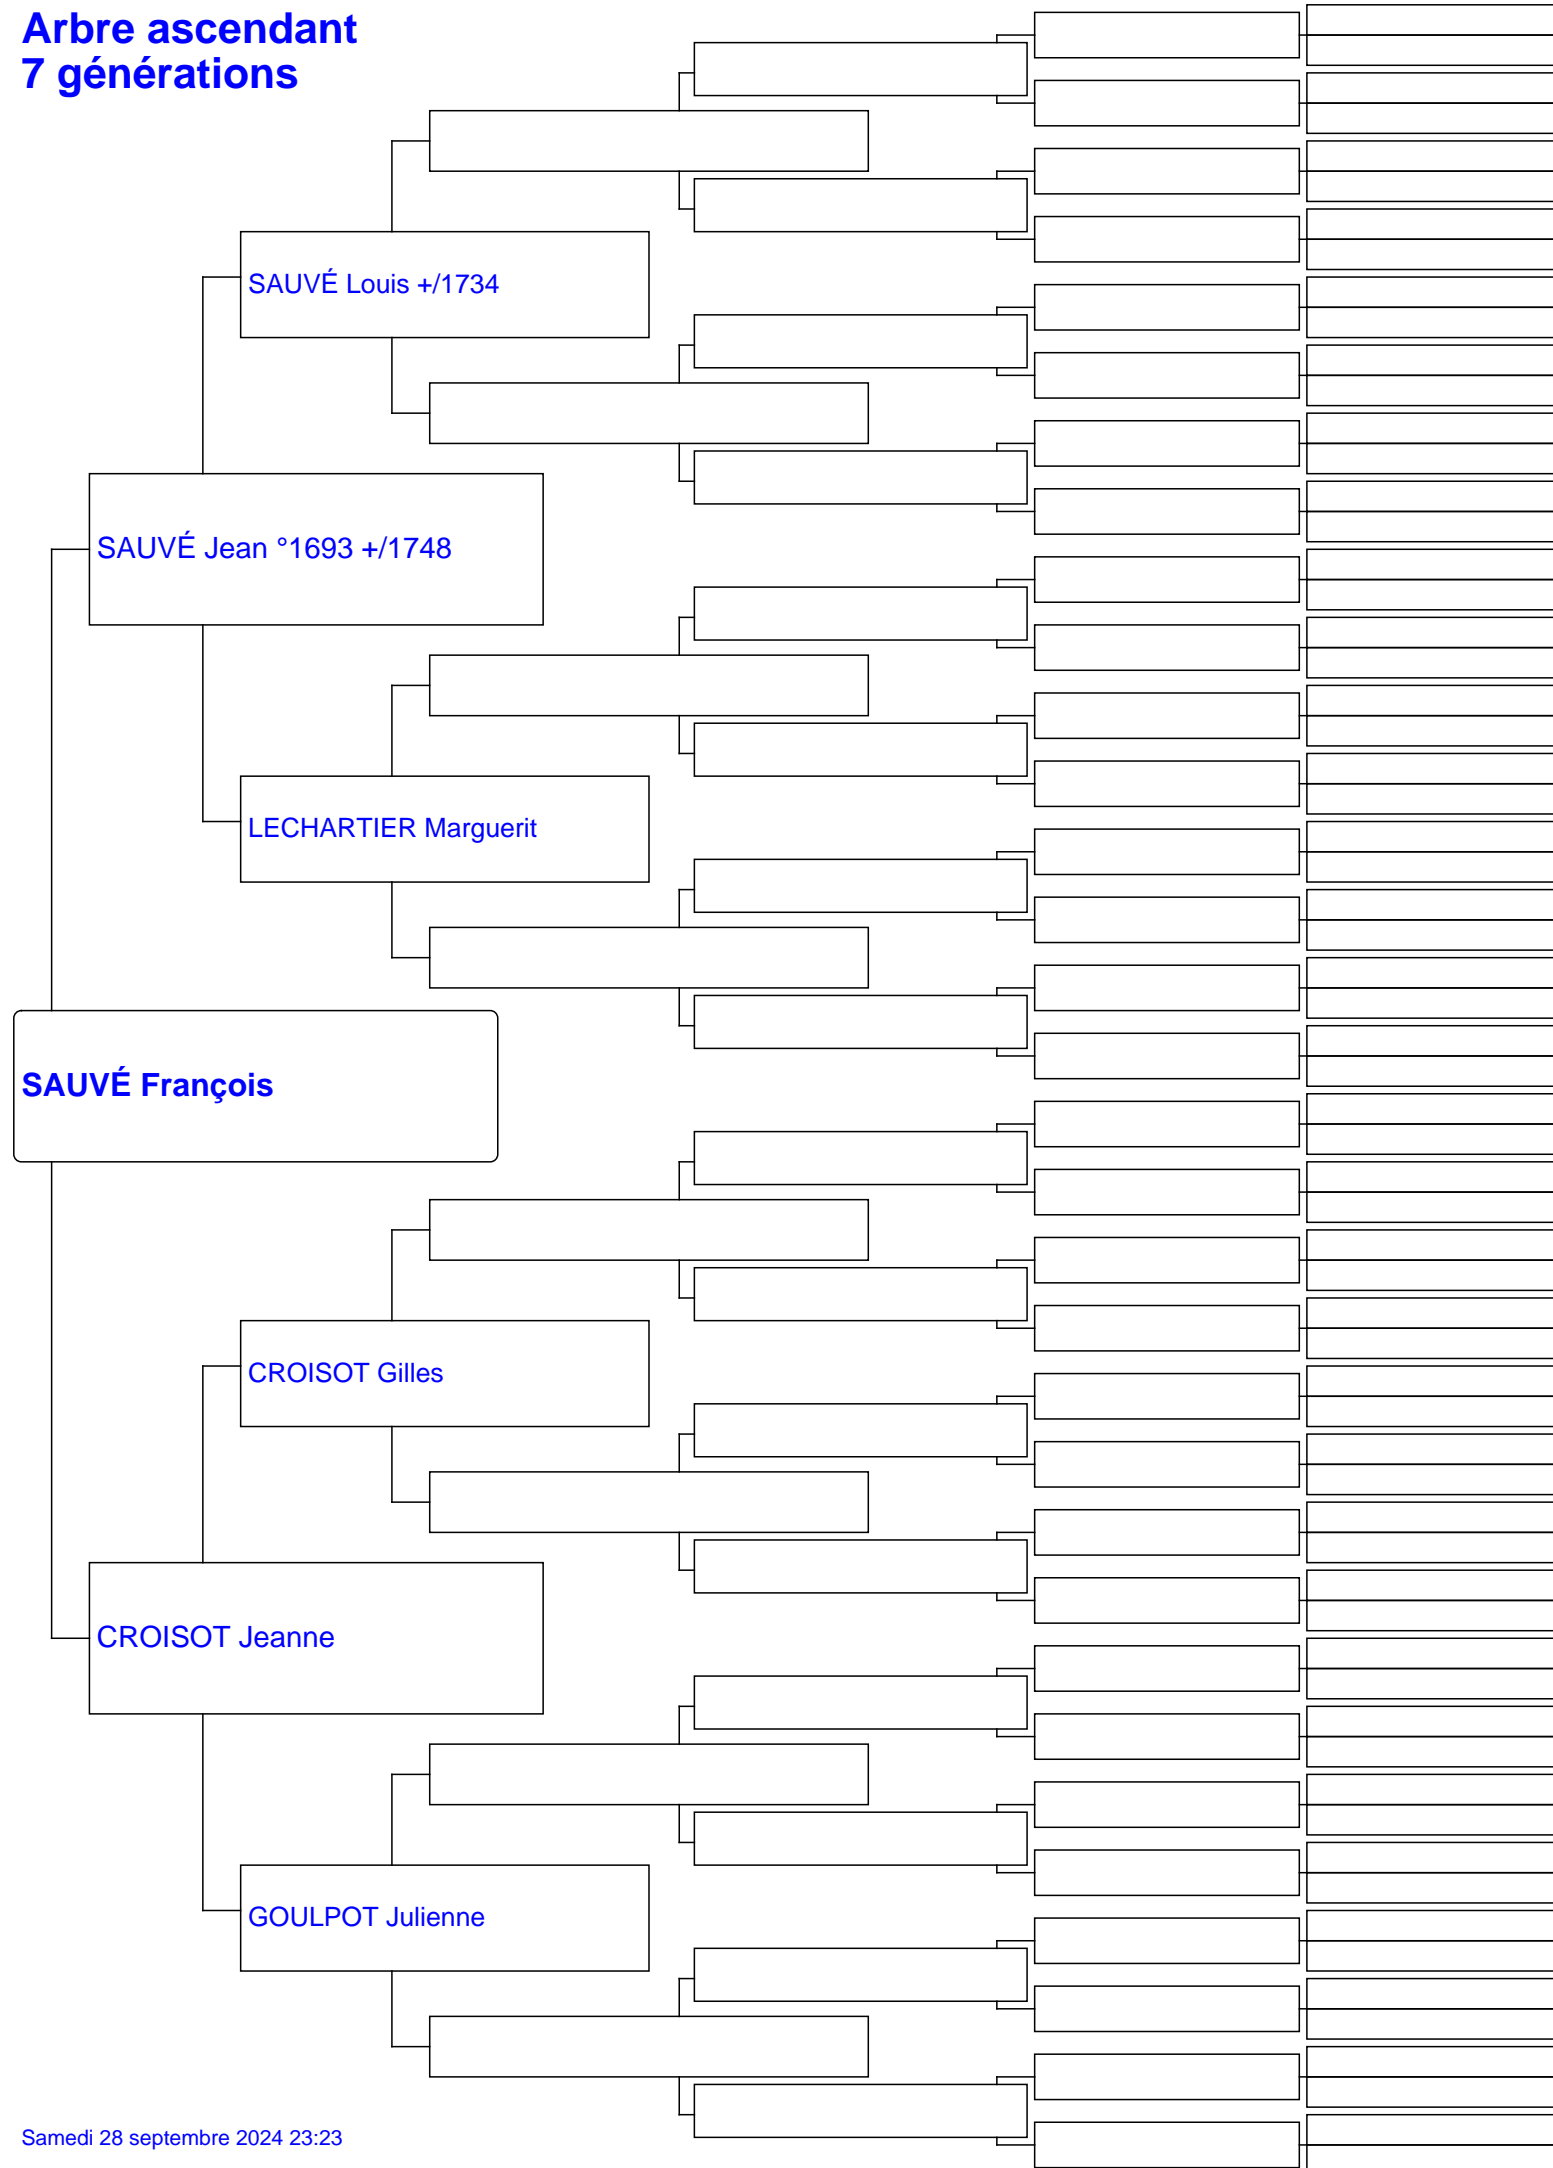 Arbre ascendant
7 générations
SAUVÉ Louis +/1734
SAUVÉ Jean °1693 +/1748
LECHARTIER Marguerit
SAUVÉ François
CROISOT Gilles
CROISOT Jeanne
GOULPOT Julienne
Samedi 28 septembre 2024 23:23